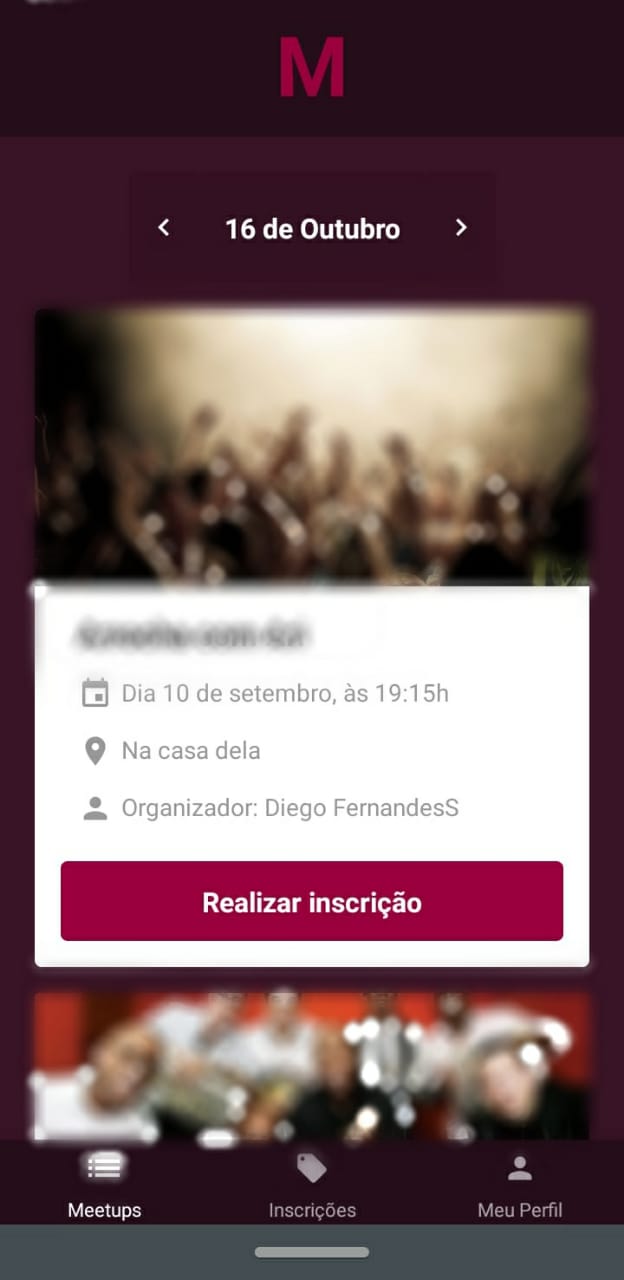 M
16 de Outubro
Dia 10 de setembro, às 19:15h
Na casa dela
Organizador: Diego FernandesS
Realizar inscrição
Meetups
Inscrições
Meu Perfil